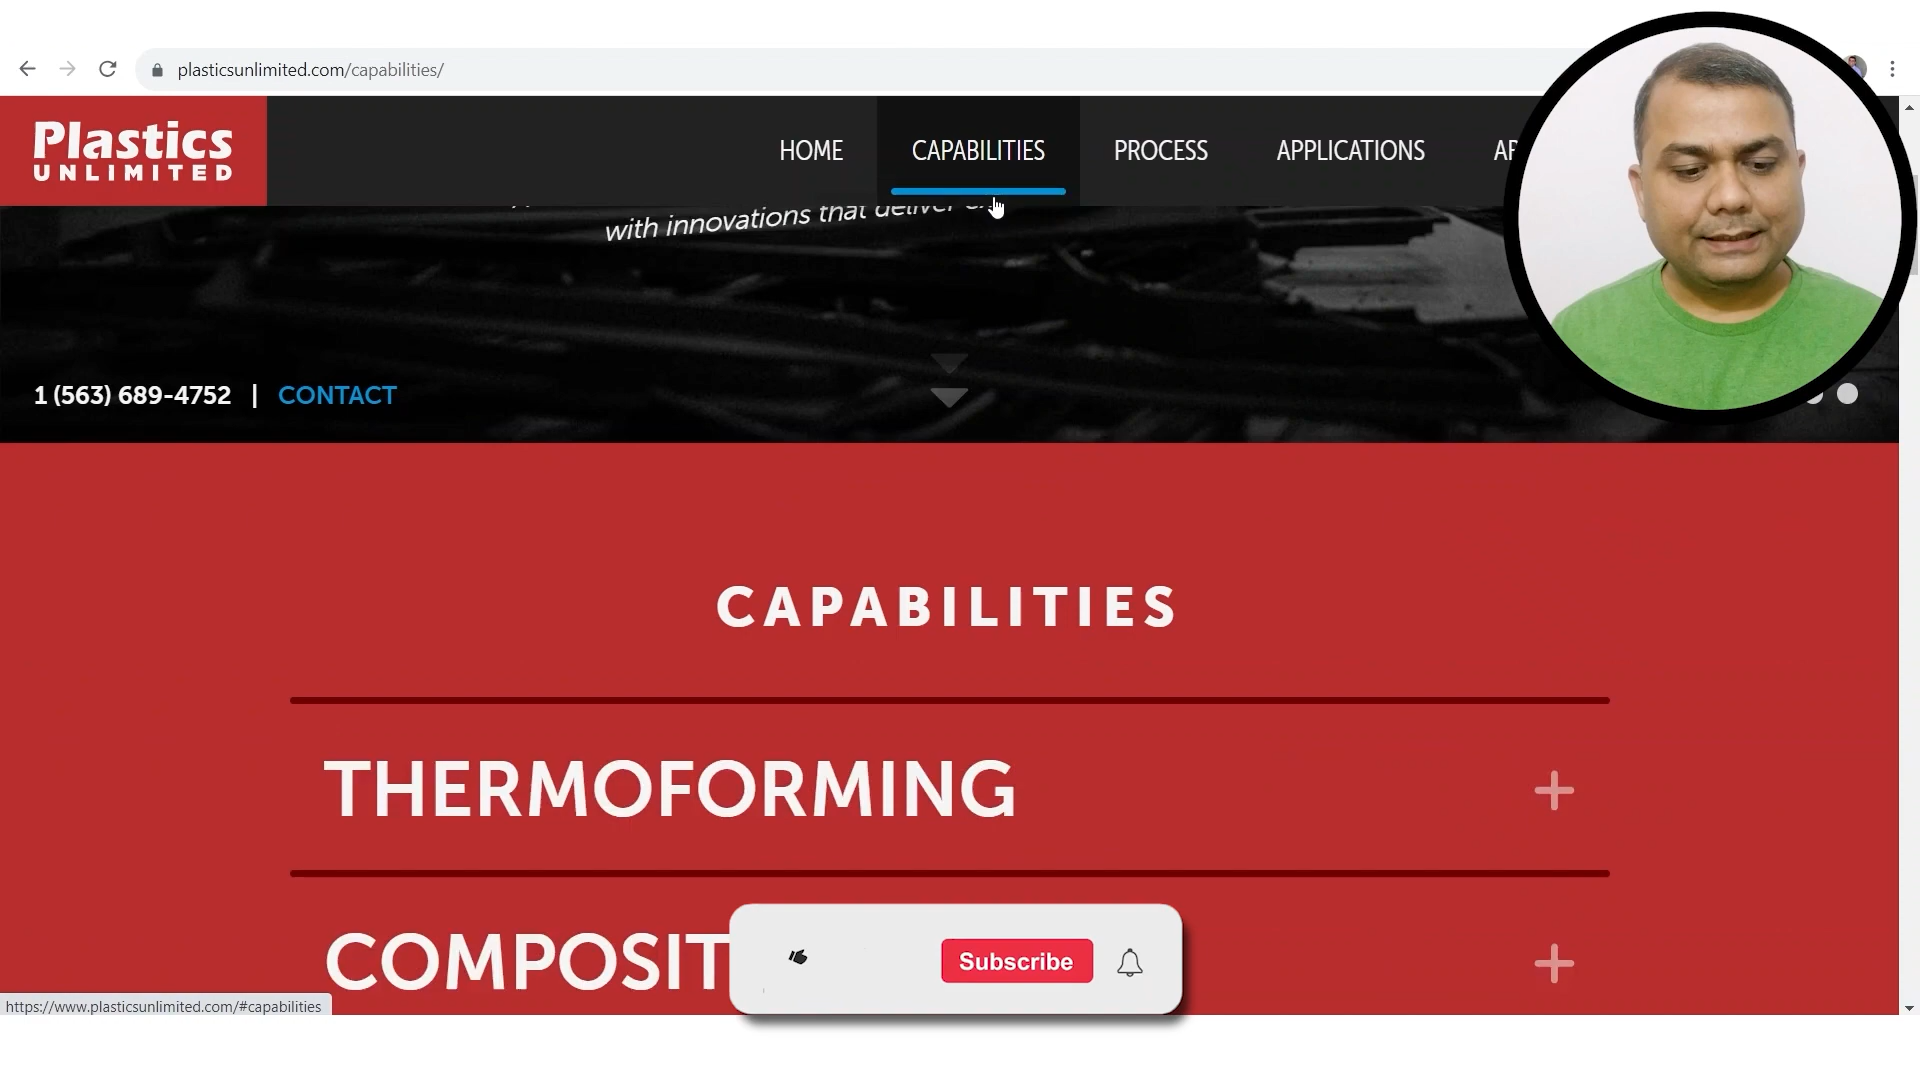 plasticsunlimited.com/capabilities/
Plastics
UNLIMITED
HOME
CAPABILITIES
PROCESS
APPLICATIONS
with innovations that deliver
1 (563) 689-4752 | CONTACT
CAPABILITIES
THERMOFORMING
COMPOSIT
Subscribe
https://www.plasticsunlimited.com/#capabilities